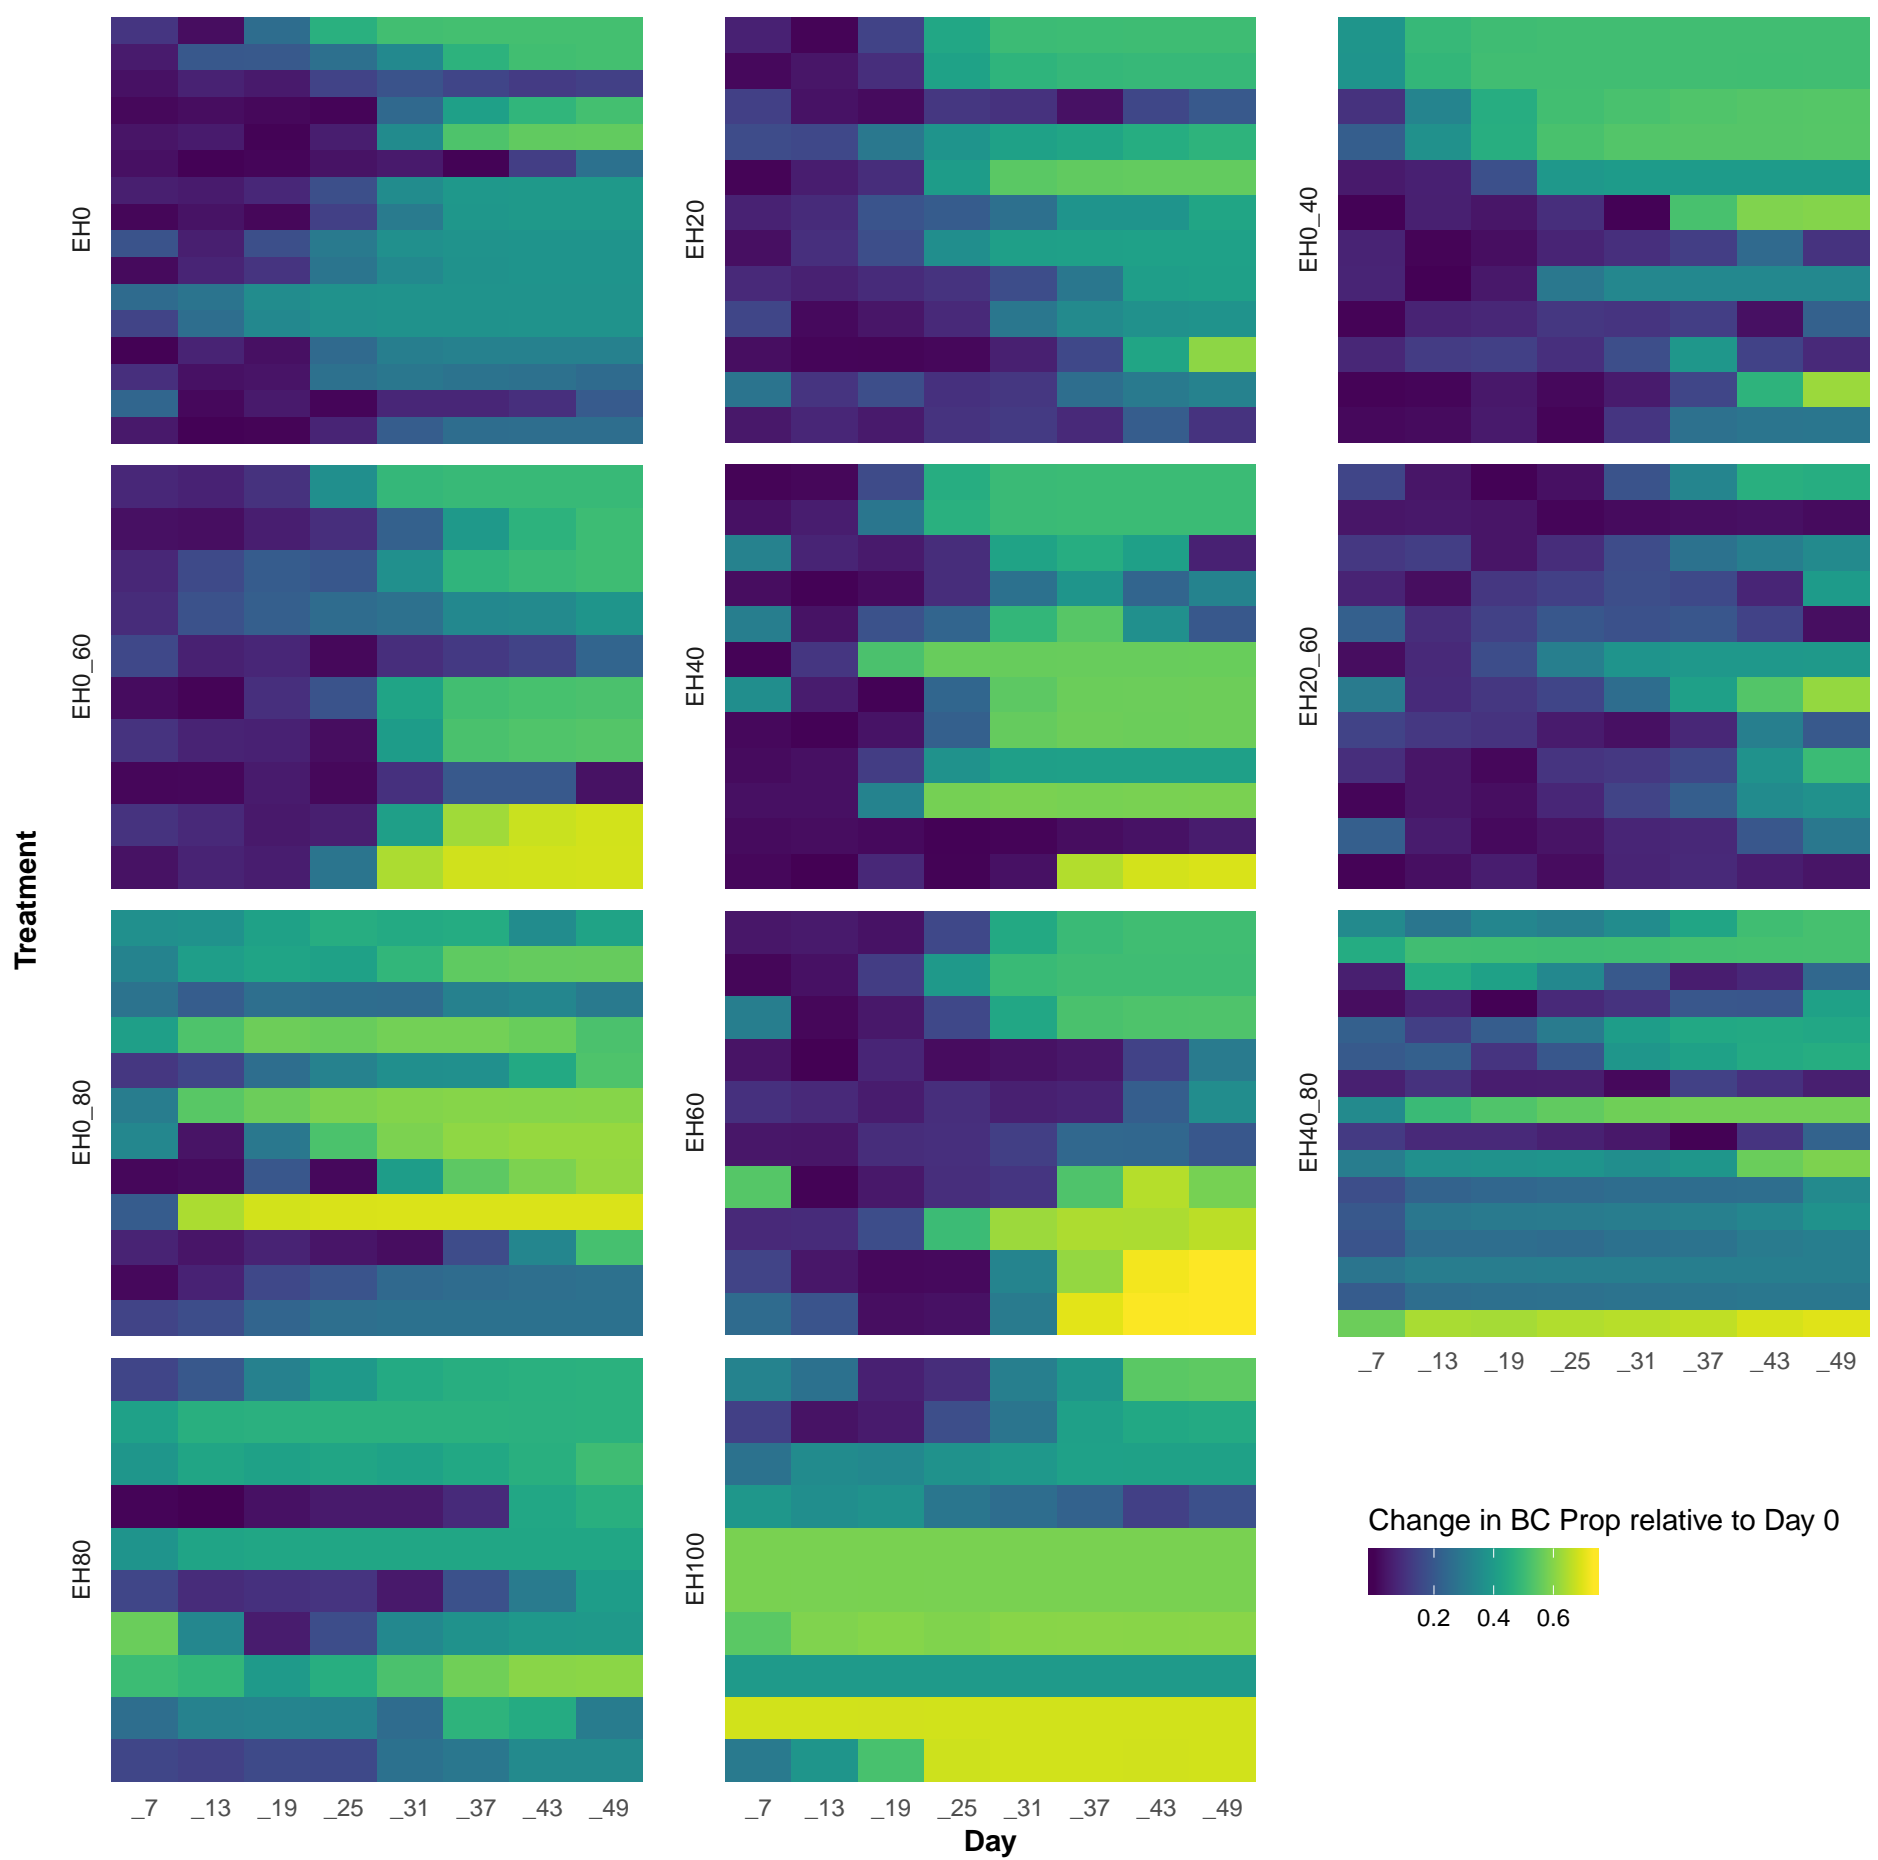 Treatment
EH0
EH20
EH0_40
EH0_60
EH40
EH20_60
EH0_80
EH60
EH40_80
_7 _13 _19 _25 _31 _37 _43 _49
EH80
EH100
Change in BC Prop relative to Day 0
0.2 0.4 0.6
_7 _13 _19 _25 _31 _37 _43 _49
_7 _13 _19 _25 _31 _37 _43 _49
Day